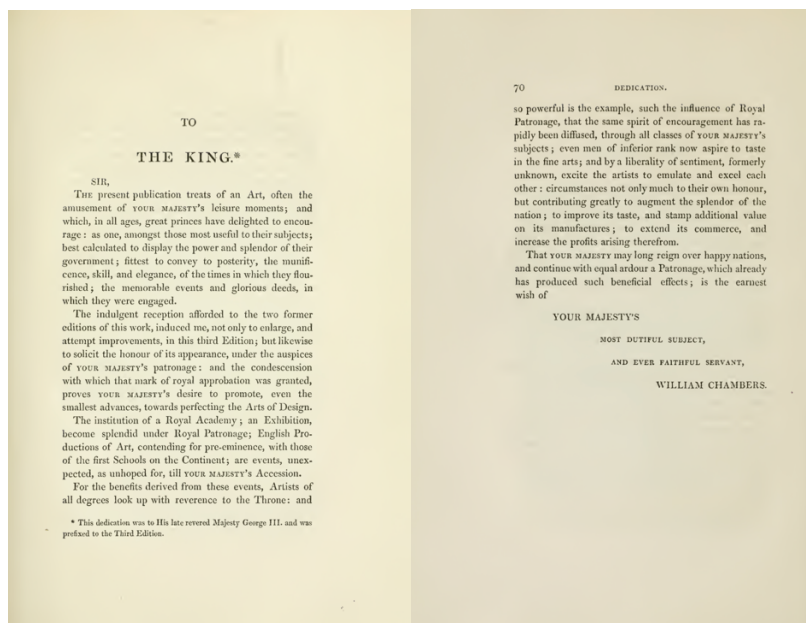 TO
THE KING.*
SIR,
THE present publication treats of an Art, often the
amusement of YOUR MAJESTY'S leisure moments; and
which, in all ages, great princes have delighted to encou-
rage: as one, amongst those most useful to their subjects;
best calculated to display the power and splendor of their
government; fittest to convey to posterity, the munifi-
cence, skill, and elegance, of the times in which they flou-
rished; the memorable events and glorious deeds, in
which they were engaged.
The indulgent reception afforded to the two former
editions of this work, induced me, not only to enlarge, and
attempt improvements, in this third Edition; but likewise
to solicit the honour of its appearance, under the auspices
of YOUR MAJESTY'S patronage: and the condescension
with which that mark of royal approbation was granted,
proves YOUR MAJESTY'S desire to promote, even the
smallest advances, towards perfecting the Arts of Design.
The institution of a Royal Academy; an Exhibition,
become splendid under Royal Patronage; English Pro-
ductions of Art, contending for pre-eminence, with those
of the first Schools on the Continent; are events, unex-
pected, as unhoped for, till YOUR MAJESTY'S Accession.
For the benefits derived from these events, Artists of
all degrees look up with reverence to the Throne: and
* This dedication was to His late revered Majesty George III. and was
prefixed to the Third Edition.
70 DEDICATION.
so powerful is the example, such the influence of Royal
Patronage, that the same spirit of encouragement has ra-
pidly been diffused, through all classes of YOUR MAJESTY'S
subjects; even men of inferior rank now aspire to taste
in the fine arts; and by a liberality of sentiment, formerly
unknown, excite the artists to emulate and excel each
other: circumstances not only much to their own honour,
but contributing greatly to augment the splendor of the
nation; to improve its taste, and stamp additional value
on its manufactures; to extend its commerce, and
increase the profits arising therefrom.
That YOUR MAJESTY may long reign over happy nations,
and continue with equal ardour a Patronage, which already
has produced such beneficial effects; is the earnest
wish of
YOUR MAJESTY'S
MOST DUTIFUL SUBJECT,
AND EVER FAITHFUL SERVANT,
WILLIAM CHAMBERS.